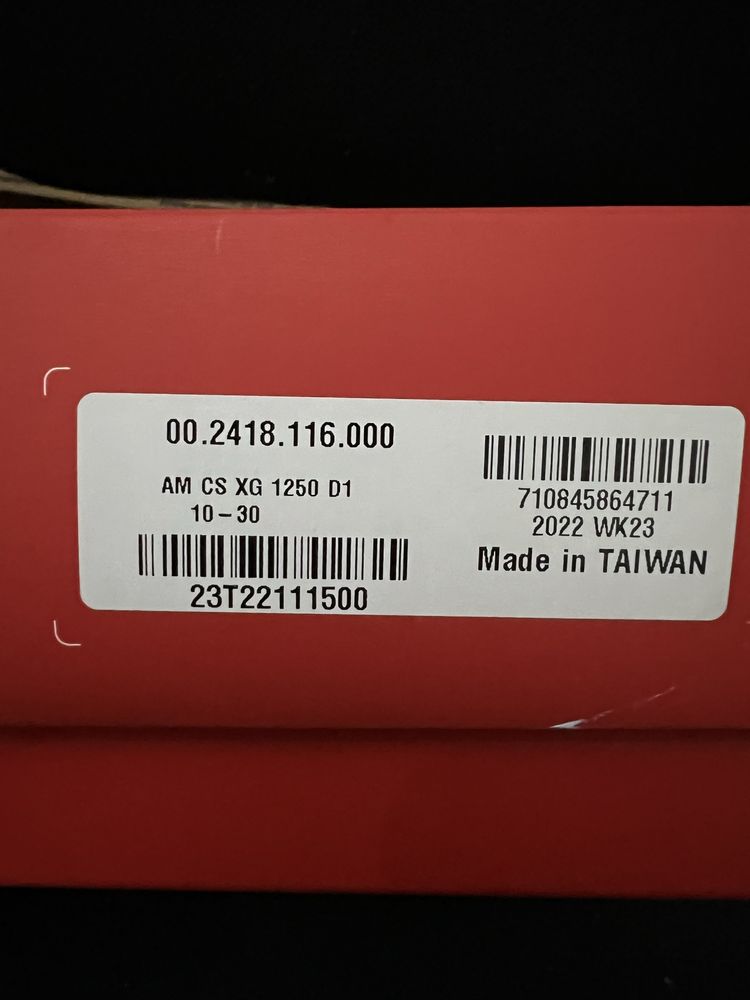 00.2418.116.000
AM CS XG 1250 D1
10-30
23T22111500
710845864711
2022 WK23
Made in TAIWAN